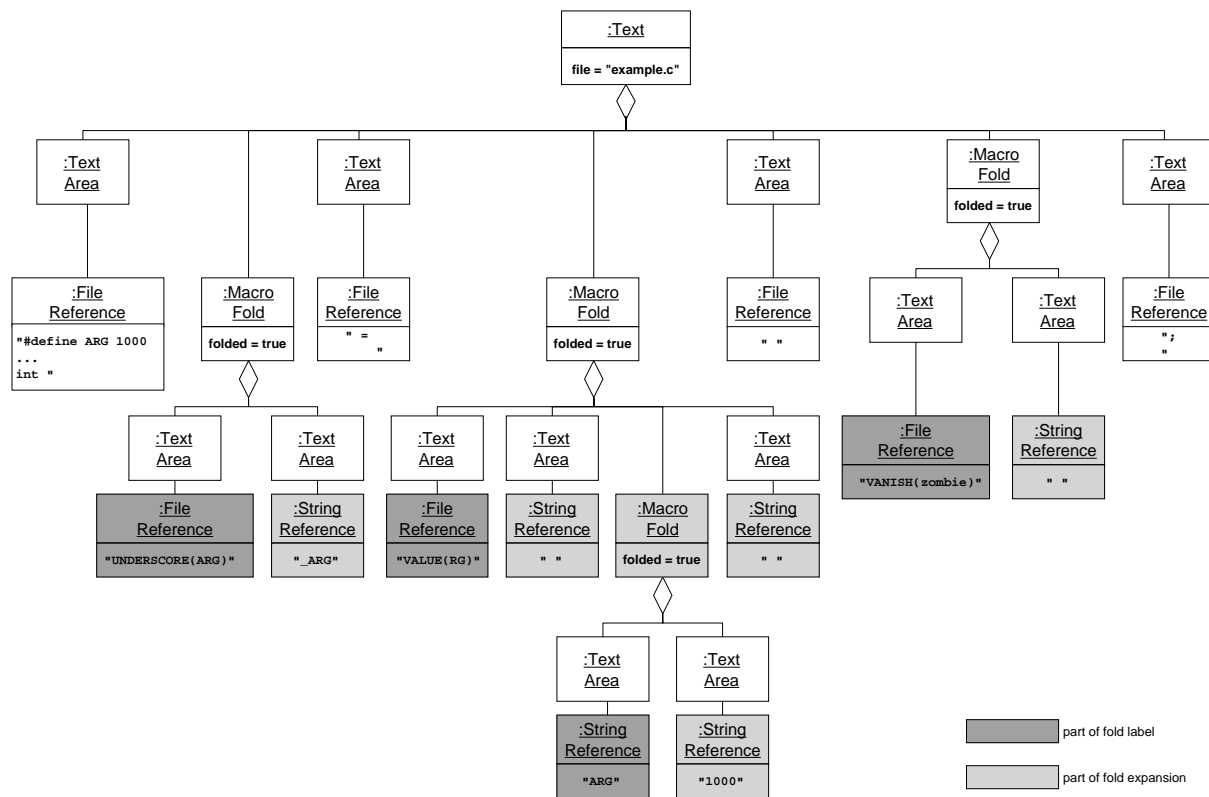 :Text
file = "example.c"
:Text
Area
:Text
Area
:Text
Area
:Macro
Fold
folded = true
:Text
Area
:File
Reference
"#define ARG 1000
...
int "
:Macro
Fold
folded = true
:File
Reference
" =
"
:Macro
Fold
folded = true
:File
Reference
" "
:Text
Area
:Text
Area
:File
Reference
";
"
:Text
Area
:Text
Area
:Text
Area
:Text
Area
:Text
Area
:File
Reference
"VANISH(zombie)"
:String
Reference
" "
:File
Reference
"UNDERSCORE(ARG)"
:String
Reference
"_ARG"
:File
Reference
"VALUE(RG)"
:String
Reference
" "
:Macro
Fold
folded = true
:String
Reference
" "
:Text
Area
:Text
Area
:String
Reference
"ARG"
:String
Reference
"1000"
part of fold label
part of fold expansion